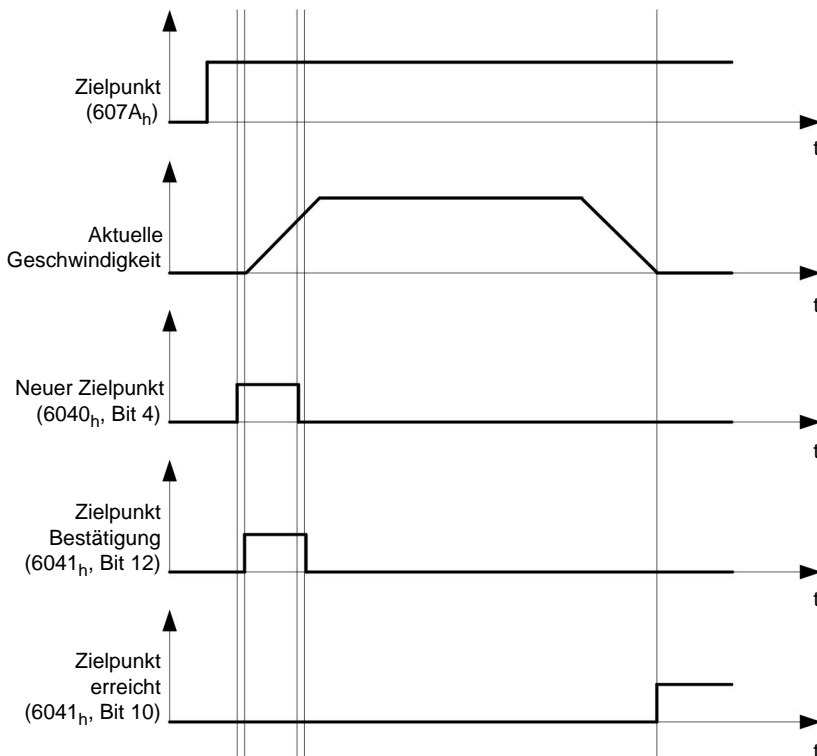 Zielpunkt
(607Ah)
t
Aktuelle
Geschwindigkeit
t
Neuer Zielpunkt
(6040h, Bit 4)
t
Zielpunkt
Bestätigung
(6041h, Bit 12)
t
Zielpunkt
erreicht
(6041h, Bit 10)
t